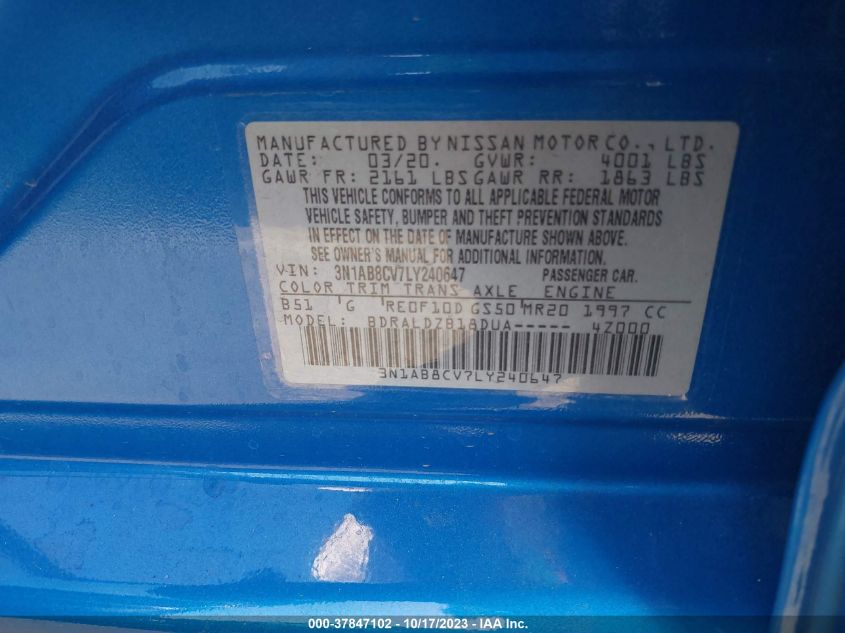 MANUFACTURED BY NISSAN MOTOR CO., LTD.
DATE: 03/20. GVWR: 4001 LBS
GAWR FR: 2161 LBS GAWR RR: 1863 LBS
THIS VEHICLE CONFORMS TO ALL APPLICABLE FEDERAL MOTOR
VEHICLE SAFETY, BUMPER AND THEFT PREVENTION STANDARDS
IN EFFECT ON THE DATE OF MANUFACTURE SHOWN ABOVE.
SEE OWNER'S MANUAL FOR ADDITIONAL INFORMATION.
VIN: 3N1AB8CV7LY240647 PASSENGER CAR.
COLOR TRIM TRANS AXLE ENGINE
B51 'G RE0F10D GS50 MR20 1997 CC
MODEL: BDRALDZB18DUA----- 4Z000
3N1AB8CV7LY240647
000-37847102 - 10/17/2023 - IAA Inc.